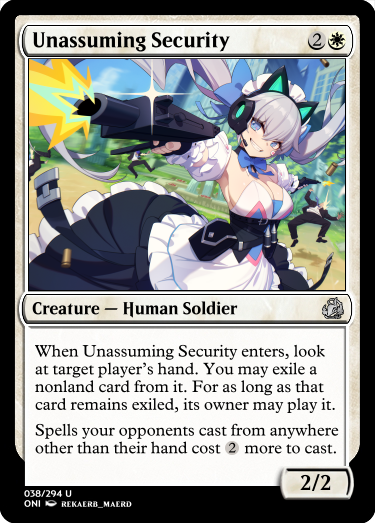 Unassuming Security 2
Creature — Human Soldier
When Unassuming Security enters, look
at target player's hand. You may exile a
nonland card from it. For as long as that
card remains exiled, its owner may play it.
Spells your opponents cast from anywhere
other than their hand cost 2 more to cast.
2/2
038/294 U
ONI REKAERB_MAERD